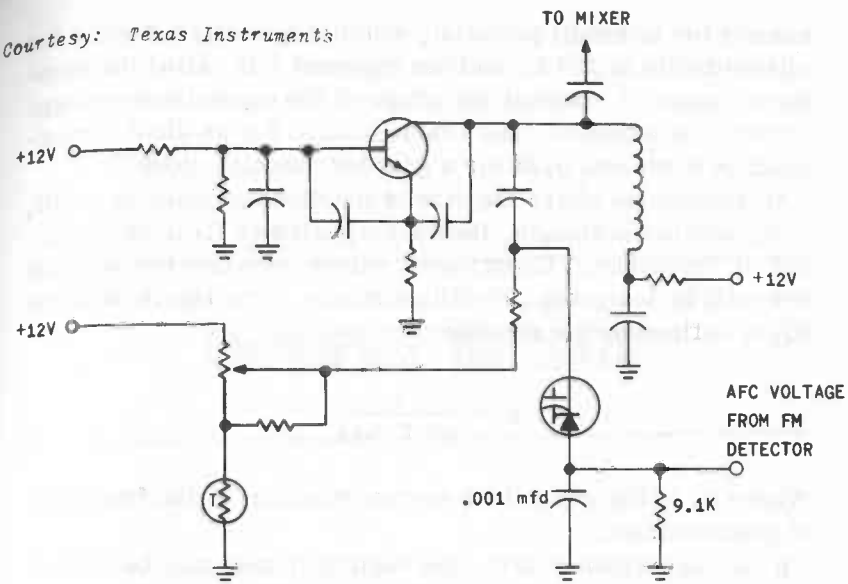 TO MIXER
Courtesy: Texas Instruments
+12V
+12V
+12V
AFC VOLTAGE
FROM FM
DETECTOR
.001 mfd
9.1K
T